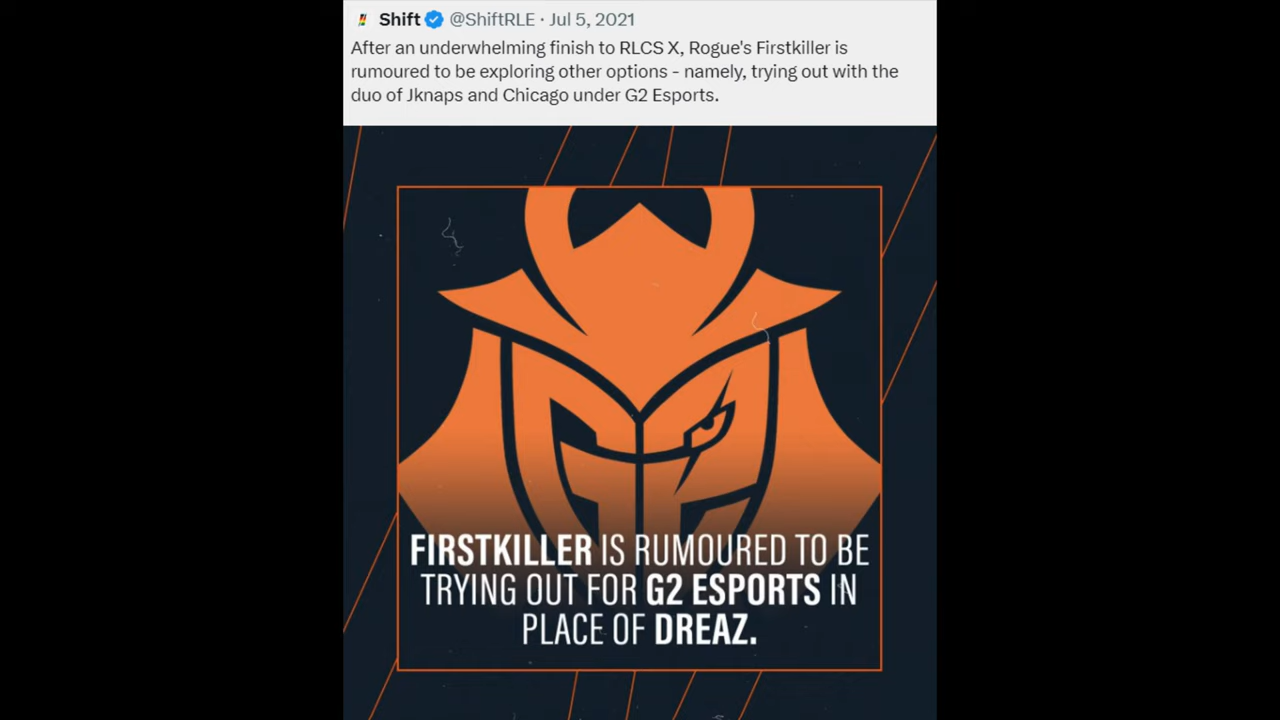 Shift @ShiftRLE · Jul 5, 2021
After an underwhelming finish to RLCS X, Rogue's Firstkiller is
rumoured to be exploring other options - namely, trying out with the
duo of Jknaps and Chicago under G2 Esports.
FIRSTKILLER IS RUMOURED TO BE
TRYING OUT FOR G2 ESPORTS IN
PLACE OF DREAZ.